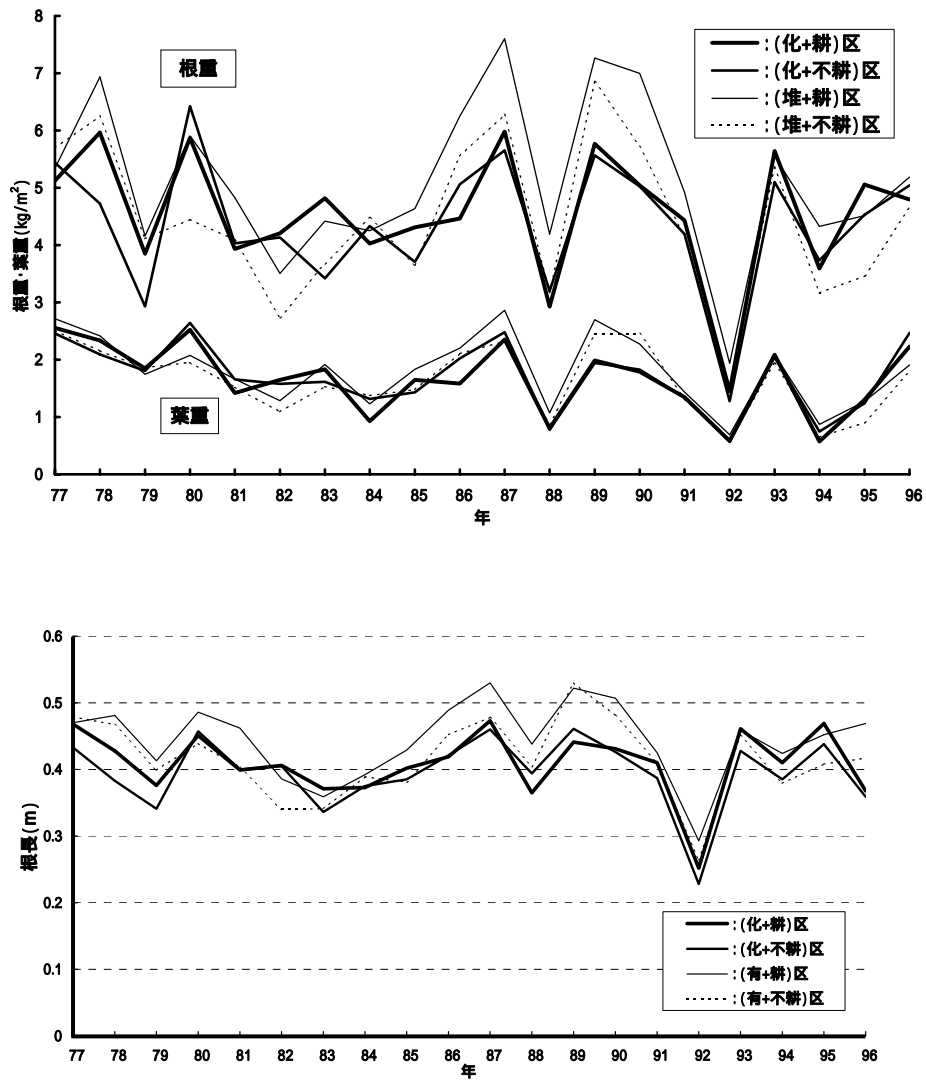 8
7
6
5
4
3
2
1
0
根重・葉重(kg/m²)
根重
葉重
:(化+耕)区
:(化+不耕)区
:(堆+耕)区
:(堆+不耕)区
77 78 79 80 81 82 83 84 85 86 87 88 89 90 91 92 93 94 95 96
年
0.6
0.5
0.4
0.3
0.2
0.1
0
根長(m)
:(化+耕)区
:(化+不耕)区
:(有+耕)区
:(有+不耕)区
77 78 79 80 81 82 83 84 85 86 87 88 89 90 91 92 93 94 95 96
年